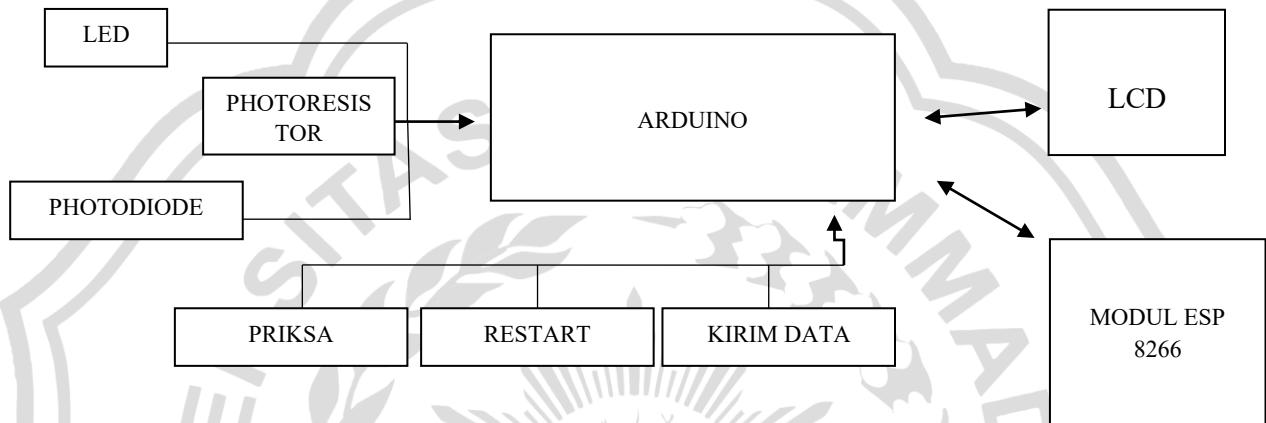 LED
PHOTORESIS
TOR
PHOTODIODE
ARDUINO
LCD
PRIKSA
RESTART
KIRIM DATA
MODUL ESP
8266